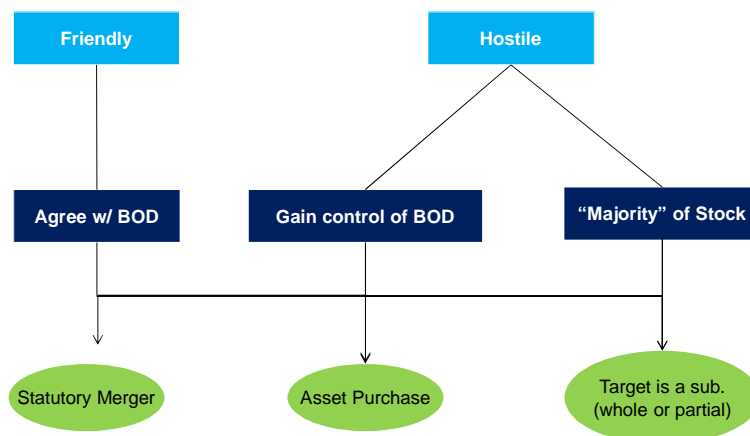 Friendly
Hostile
Agree w/ BOD
Gain control of BOD
“Majority” of Stock
Statutory Merger
Asset Purchase
Target is a sub.
(whole or partial)